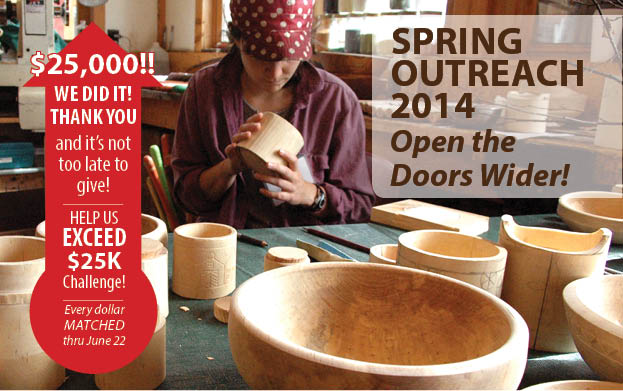 $25,000!!
WE DID IT!
THANK YOU
and it's not
too late to
give!
HELP US
EXCEED
$25K
Challenge!
Every dollar
MATCHED
thru June 22
SPRING
OUTREACH
2014
Open the
Doors Wider!